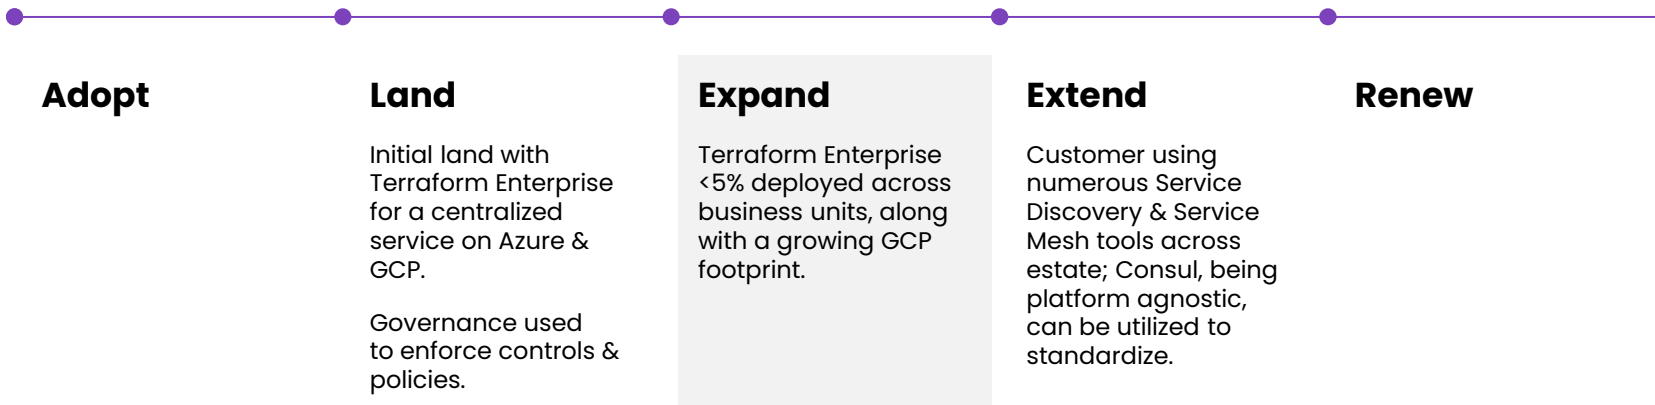 Adopt
Land
Initial land with
Terraform Enterprise
for a centralized
service on Azure &
GCP.
Governance used
to enforce controls &
policies.
Expand
Terraform Enterprise
<5% deployed across
business units, along
with a growing GCP
footprint.
Extend
Customer using
numerous Service
Discovery & Service
Mesh tools across
estate; Consul, being
platform agnostic,
can be utilized to
standardize.
Renew